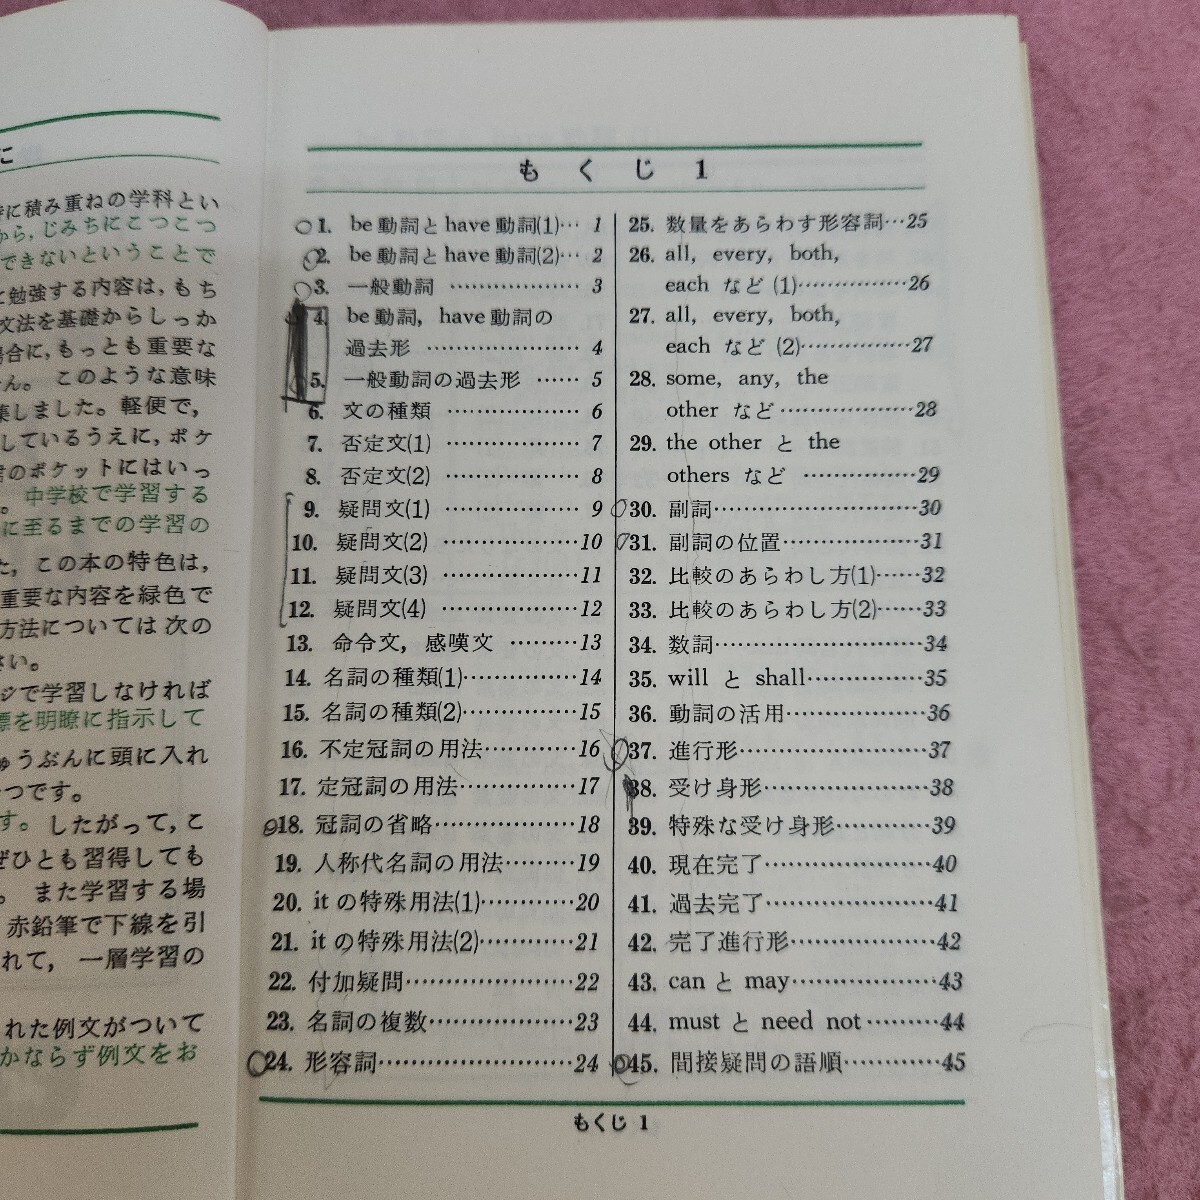 に
特に積み重ねの学科とい
から,じみちにこつこつ
できないということで
に勉強する内容は,もち
文法を基礎からしっか
場合に,もっとも重要な
ん。このような意味
集しました。軽便で,
しているうえに,ポケ
君のポケットにはいっ
。中学校で学習する
に至るまでの学習の
た,この本の特色は,
重要な内容を緑色で
方法については次の
さい。
ジで学習しなければ
標を明瞭に指示して
ゅうぶんに頭に入れ
つです。
す。したがって,こ
ぜひとも習得しても
。また学習する場
赤鉛筆で下線を引
れて,一層学習の
れた例文がついて
かならず例文をお
もくじ 1
1. be動詞とhave動詞(1)… 1
2. be動詞とhave動詞(2)… 2
3. 一般動詞 ……………… 3
4. be動詞,have動詞の
過去形 ………………… 4
5. 一般動詞の過去形 …… 5
6. 文の種類 ……………… 6
7. 否定文(1) ……………… 7
8. 否定文(2) ……………… 8
9. 疑問文(1) ……………… 9
10. 疑問文(2) ……………… 10
11. 疑問文(3) ……………… 11
12. 疑問文(4) ……………… 12
13. 命令文,感嘆文 ……… 13
14. 名詞の種類(1)………… 14
15. 名詞の種類(2)………… 15
16. 不定冠詞の用法……… 16
17. 定冠詞の用法………… 17
18. 冠詞の省略…………… 18
19. 人称代名詞の用法…… 19
20. itの特殊用法(1)……… 20
21. itの特殊用法(2)……… 21
22. 付加疑問……………… 22
23. 名詞の複数…………… 23
24. 形容詞………………… 24
25. 数量をあらわす形容詞…25
26. all, every, both,
each など (1)…………26
27. all, every, both,
each など (2)…………27
28. some, any, the
other など……………28
29. the other と the
others など …………29
30. 副詞……………………30
31. 副詞の位置……………31
32. 比較のあらわし方(1)……32
33. 比較のあらわし方(2)……33
34. 数詞……………………34
35. will と shall……………35
36. 動詞の活用……………36
37. 進行形…………………37
38. 受け身形………………38
39. 特殊な受け身形………39
40. 現在完了………………40
41. 過去完了………………41
42. 完了進行形……………42
43. can と may……………43
44. must と need not………44
45. 間接疑問の語順………45
もくじ 1